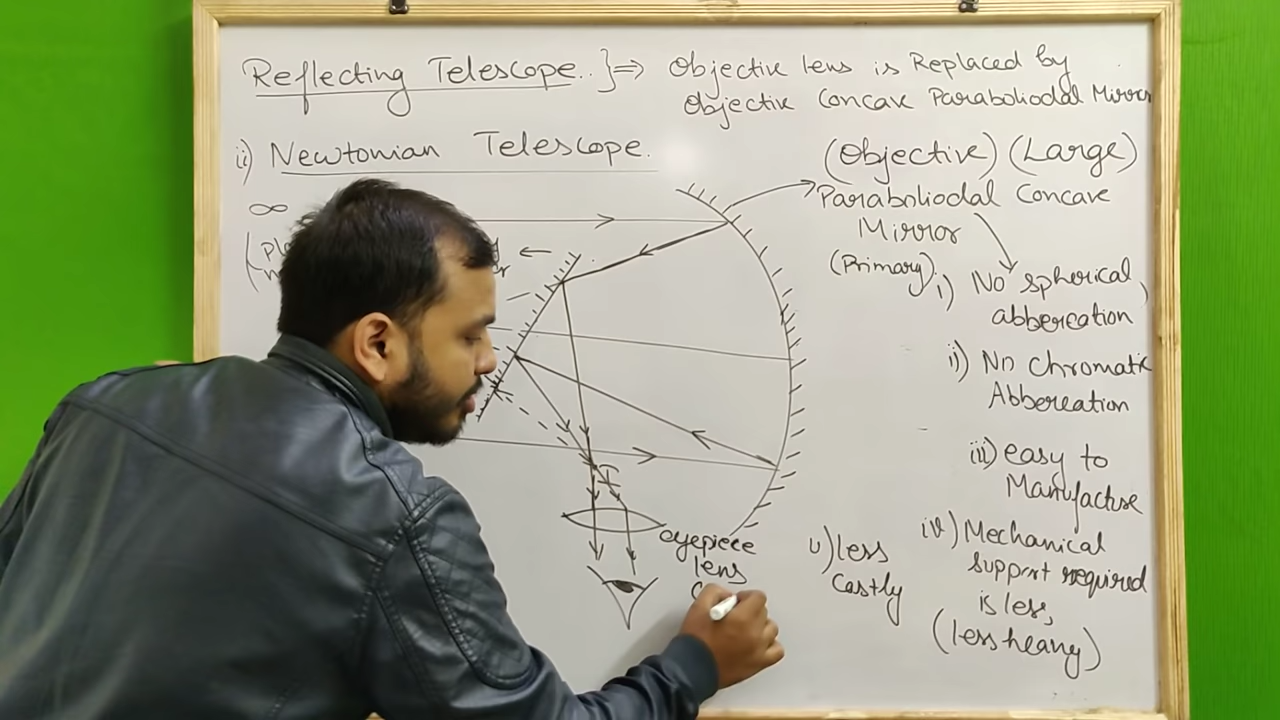 Reflecting Telescope..}⇒ Objective lens is Replaced by
Objective Concave Paraboliodal Mirror
ii) Newtonian Telescope.
(Objective) (Large)
∞
Paraboliodal Concave
Mirror
(Primary).
i) No spherical
abbereation
ii) No Chromatic
Abbereation
iii) easy to
Manufactuse
iv) Mechanical
support required
is less,
(less heavy)
v) less
Castly
eyepiece
lens